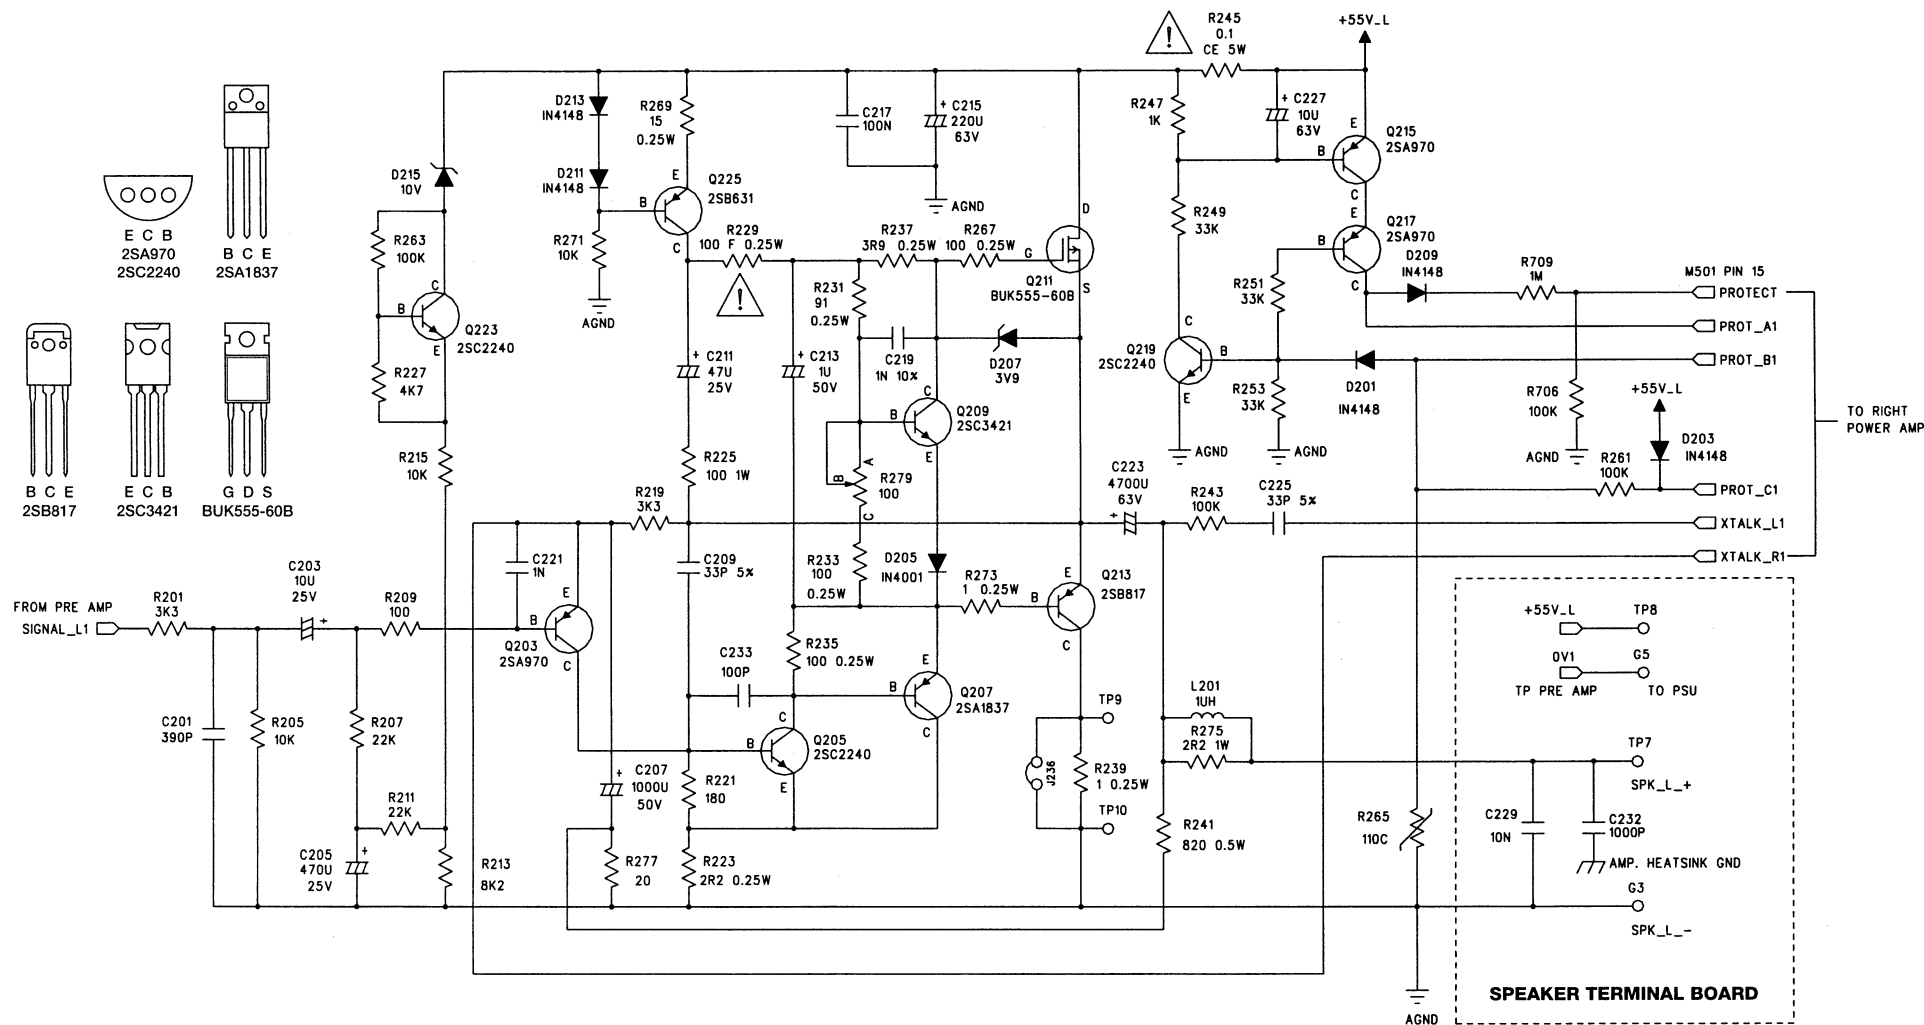 E C B
2SA970
2SC2240
B C E
2SA1837
B C E
2SB817
E C B
2SC3421
G D S
BUK555-60B
FROM PRE AMP
SIGNAL_L1
R201
3K3
C201
390P
R205
10K
C203
10U
25V
+
R207
22K
R209
100
R211
22K
C205
470U
25V
+
R213
8K2
D215
10V
R263
100K
R227
4K7
C
B
E
Q223
2SC2240
R215
10K
D213
IN4148
D211
IN4148
R271
10K
AGND
R269
15
0.25W
E
B
C
Q225
2SB631
R229
100 F 0.25W
!
+
C211
47U
25V
R225
100 1W
R219
3K3
C221
1N
E
B
C
Q203
2SA970
C209
33P 5%
C233
100P
+
C207
1000U
50V
R277
20
R221
180
R223
2R2 0.25W
C
B
E
Q205
2SC2240
+
C213
1U
50V
R235
100 0.25W
C217
100N
+
C215
220U
63V
AGND
R237
3R9 0.25W
R267
100 0.25W
R231
91
0.25W
C219
1N 10%
D207
3V9
C
B
E
Q209
2SC3421
A
B
C
R279
100
R233
100
0.25W
D205
IN4001
R273
1 0.25W
E
B
C
Q207
2SA1837
D
G
S
Q211
BUK555-60B
E
B
C
Q213
2SB817
TP9
J236
R239
1 0.25W
TP10
!
R245
0.1
CE 5W
+55V_L
R247
1K
+
C227
10U
63V
E
B
C
Q215
2SA970
R249
33K
E
B
C
Q217
2SA970
D209
IN4148
R709
1M
R251
33K
C
B
E
Q219
2SC2240
R253
33K
D201
IN4148
AGND
AGND
R706
100K
AGND
+55V_L
D203
IN4148
R261
100K
M501 PIN 15
PROTECT
PROT_A1
PROT_B1
PROT_C1
XTALK_L1
XTALK_R1
TO RIGHT
POWER AMP
C223
4700U
63V
+
R243
100K
C225
33P 5%
L201
1UH
R275
2R2 1W
R241
820 0.5W
R265
110C
AGND
+55V_L
TP8
0V1
G5
TP PRE AMP
TO PSU
TP7
SPK_L_+
C229
10N
C232
1000P
AMP. HEATSINK GND
G3
SPK_L_-
SPEAKER TERMINAL BOARD